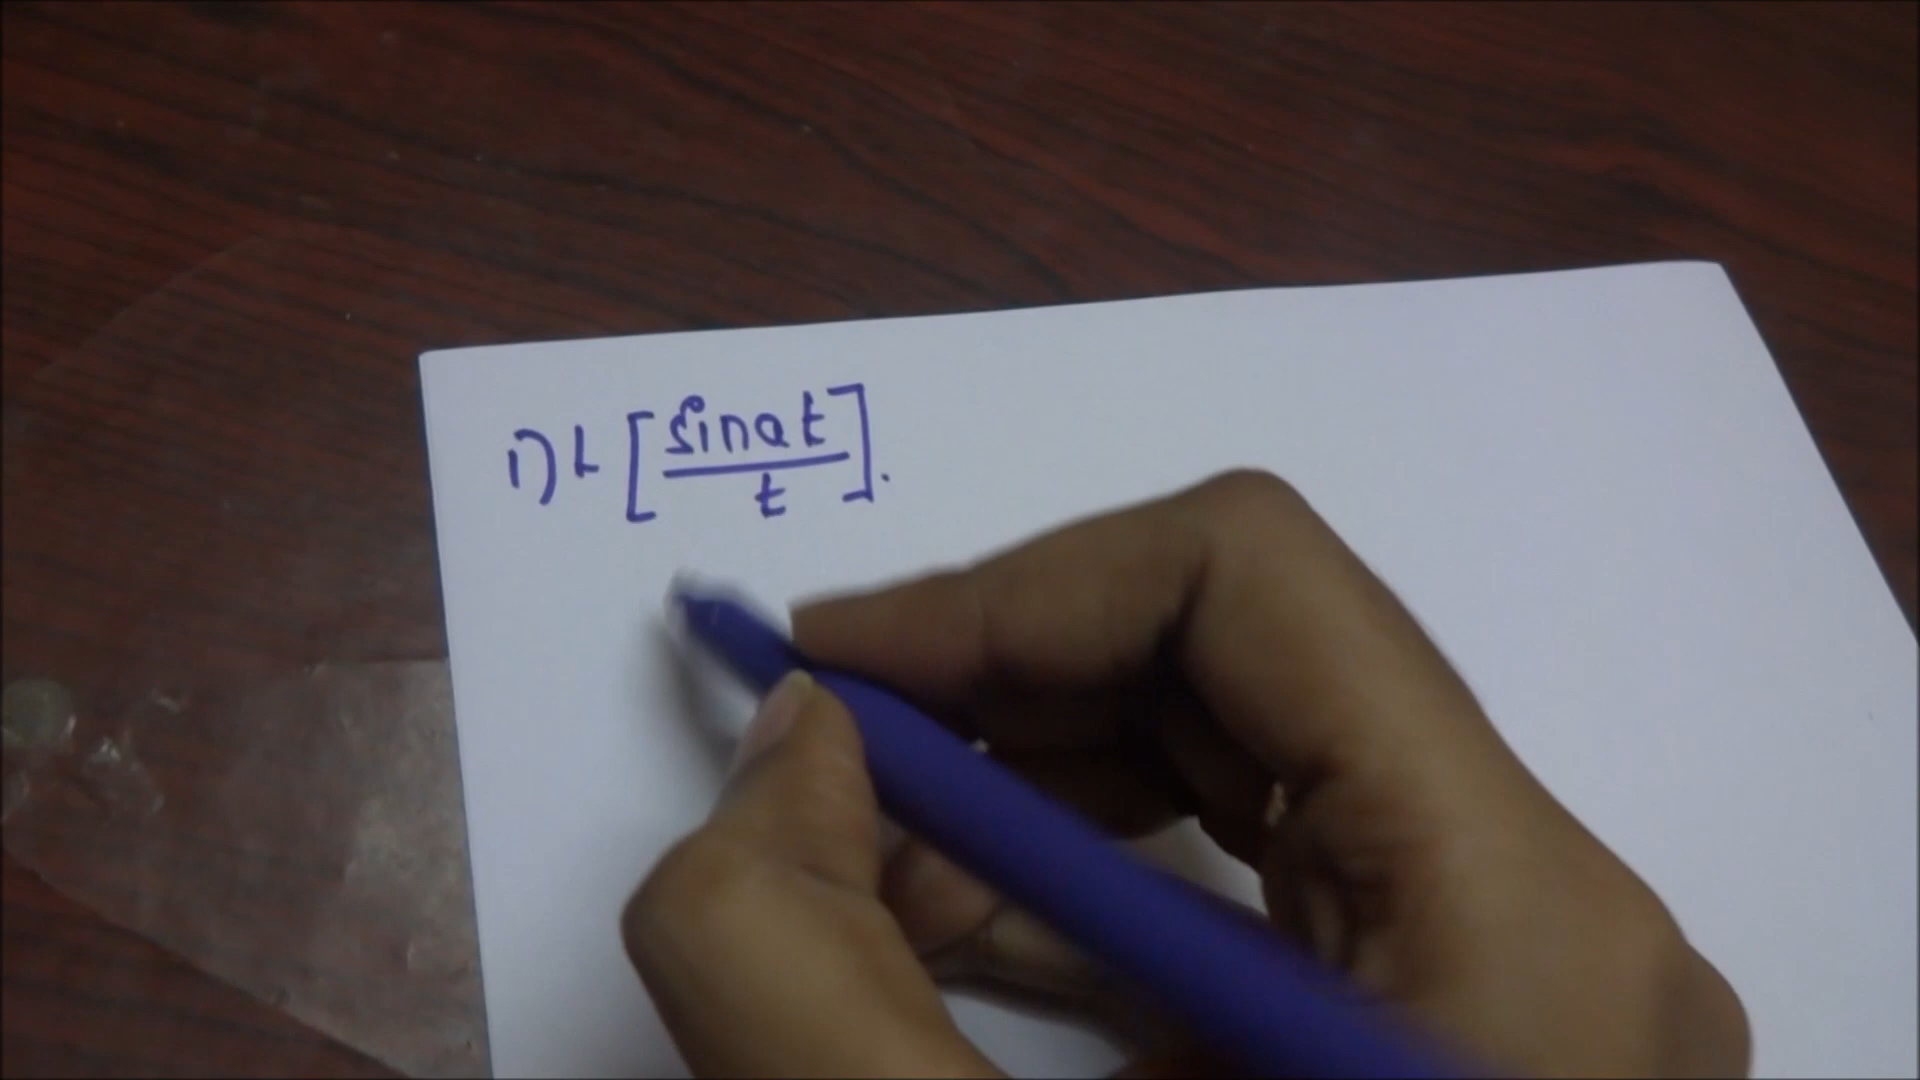 1) L [sin at / t].